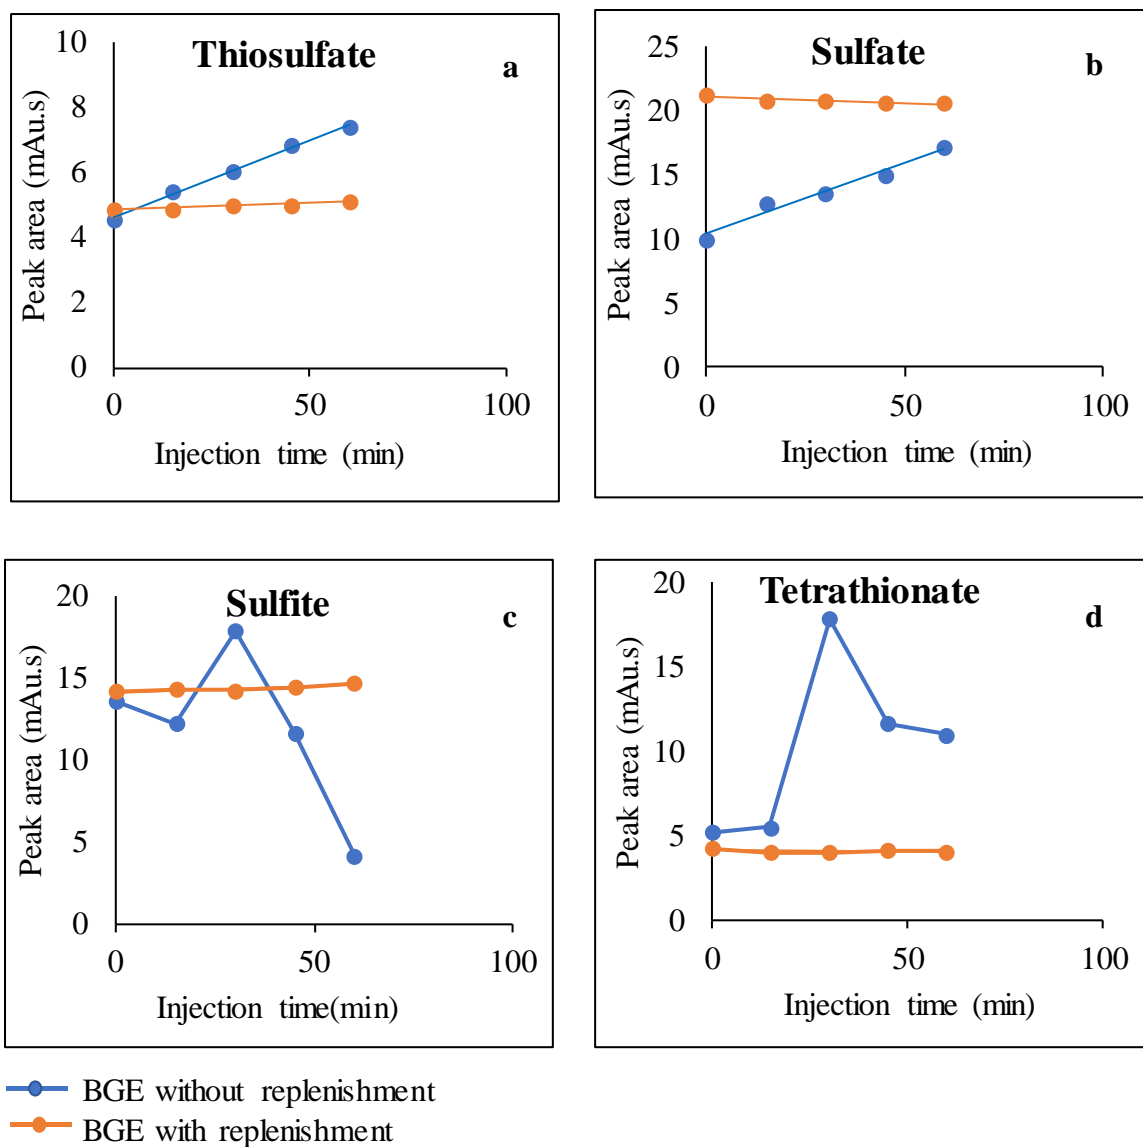 Thiosulfate
a
Peak area (mAu.s)
10
8
6
4
2
0
0 50 100
Injection time (min)
Sulfate
b
Peak area (mAu.s)
25
20
15
10
5
0
0 50 100
Injection time (min)
Sulfite
c
Peak area (mAu.s)
20
15
10
5
0
0 50 100
Injection time(min)
Tetrathionate
d
Peak area (mAu.s)
20
15
10
5
0
0 50 100
Injection time (min)
BGE without replenishment
BGE with replenishment